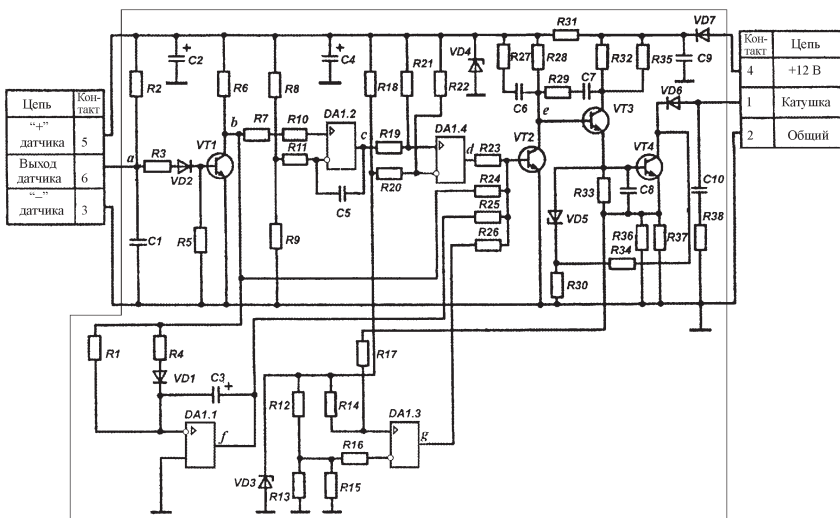 Цепь
Кон-
такт
“+”
датчика
5
Выход
датчика
6
“–”
датчика
3
Кон-
такт
Цепь
4
+12 В
1
Катушка
2
Общий
R2
C2
R6
R8
C4
R18
R21
R22
VD4
R27
R28
R31
R32
R35
C9
VD7
C6
R29
C7
VD6
a
R3
VD2
VT1
b
R7
R10
R11
DA1.2
c
R19
R20
DA1.4
d
R23
e
VT2
VT3
VT4
C5
R24
R25
R26
R33
C8
C10
R38
VD5
R36
R37
R34
R30
C1
R5
R9
R1
R4
VD1
C3
DA1.1
f
R17
R12
R14
DA1.3
g
R16
VD3
R13
R15